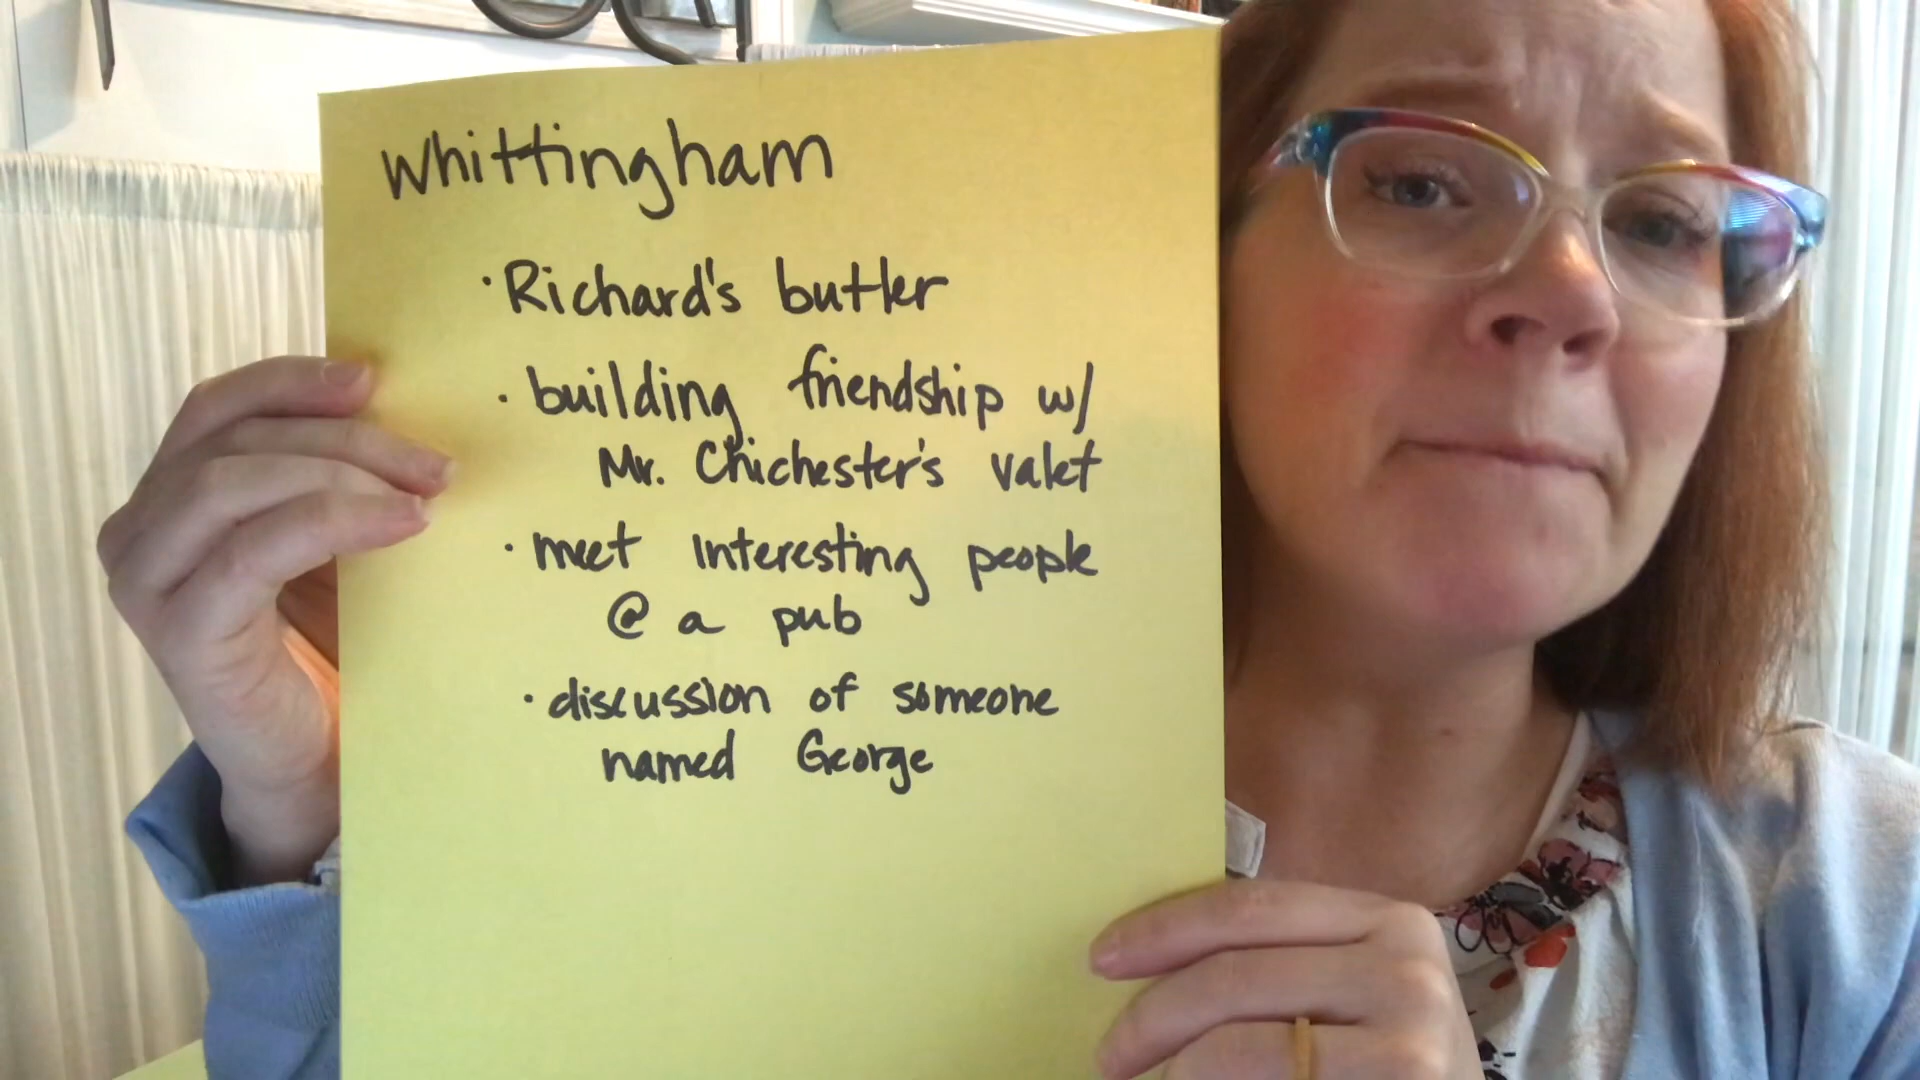 Whittingham
· Richard's butler
· building friendship w/
Mr. Chichester's valet
· meet interesting people
@ a pub
· discussion of someone
named George